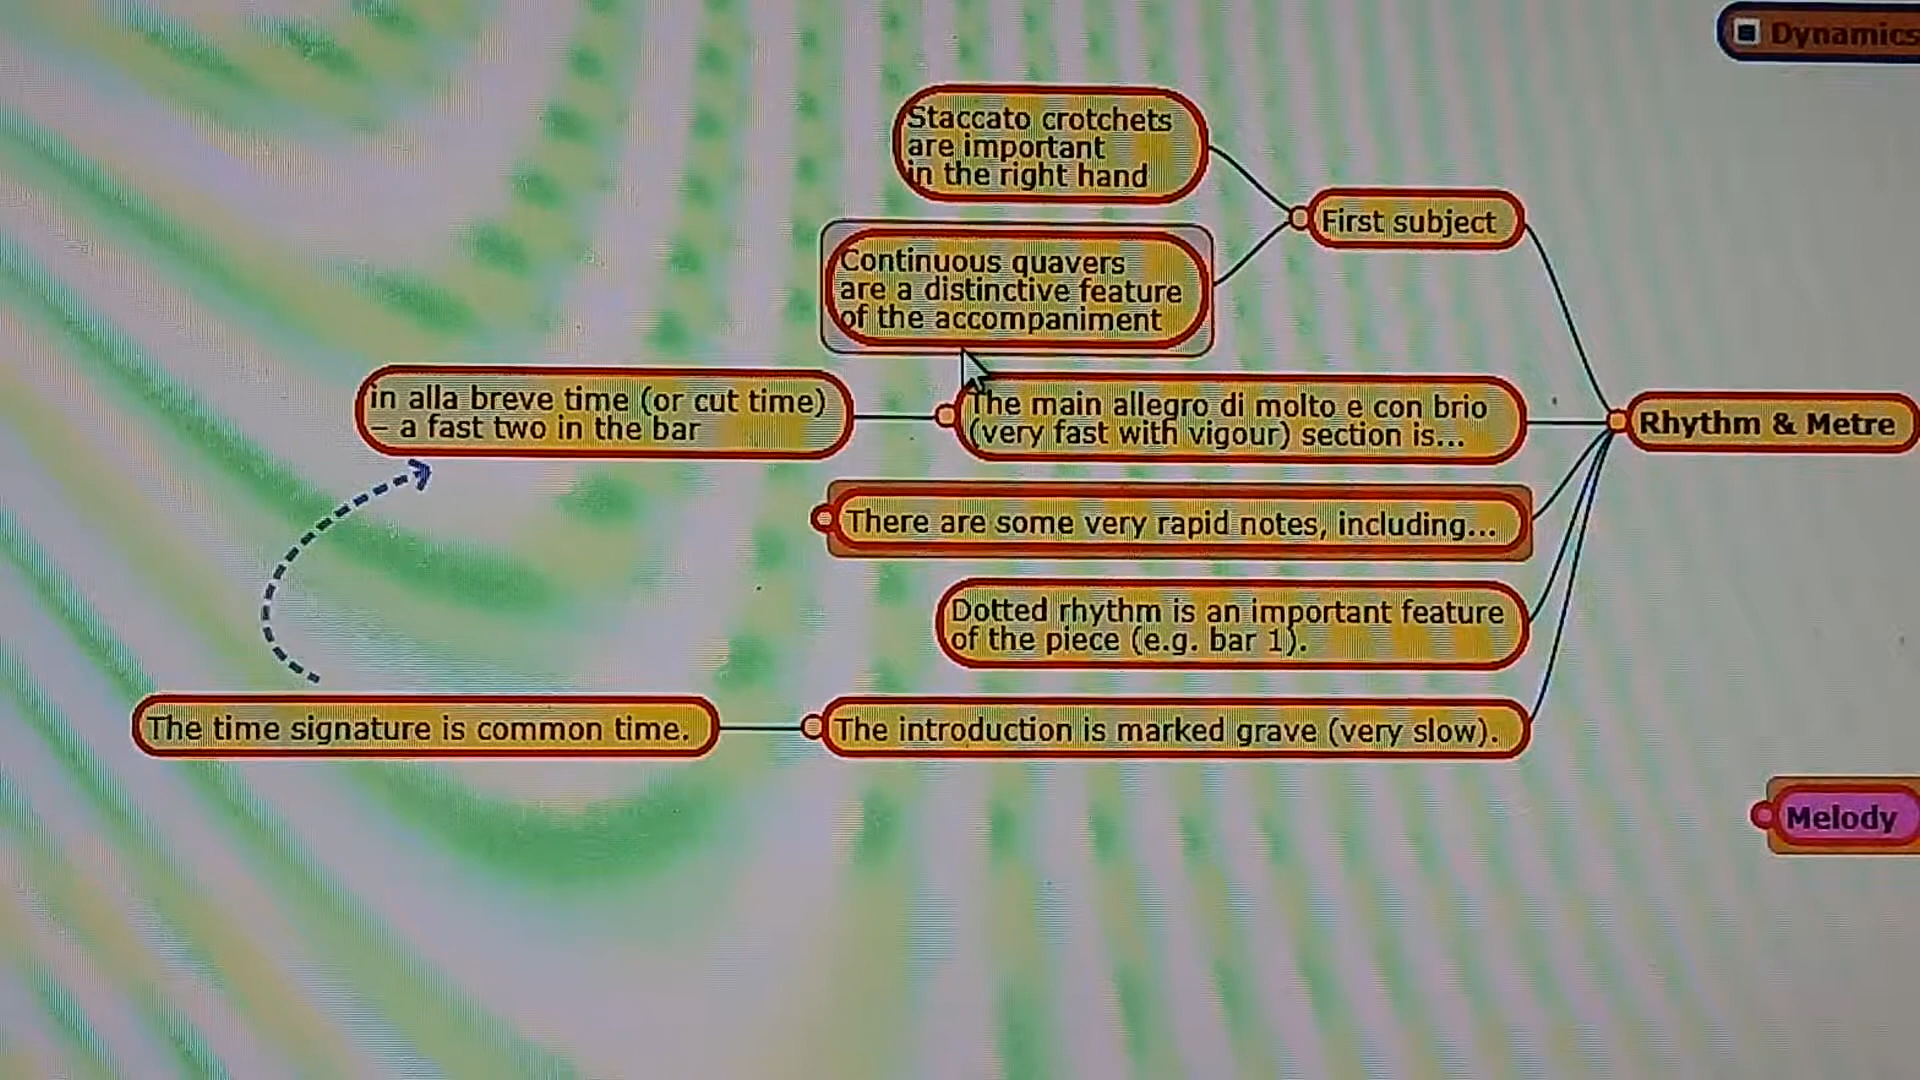 Dynamics
Staccato crotchets
are important
in the right hand
First subject
Continuous quavers
are a distinctive feature
of the accompaniment
in alla breve time (or cut time)
– a fast two in the bar
The main allegro di molto e con brio
(very fast with vigour) section is...
Rhythm & Metre
There are some very rapid notes, including...
Dotted rhythm is an important feature
of the piece (e.g. bar 1).
The time signature is common time.
The introduction is marked grave (very slow).
Melody